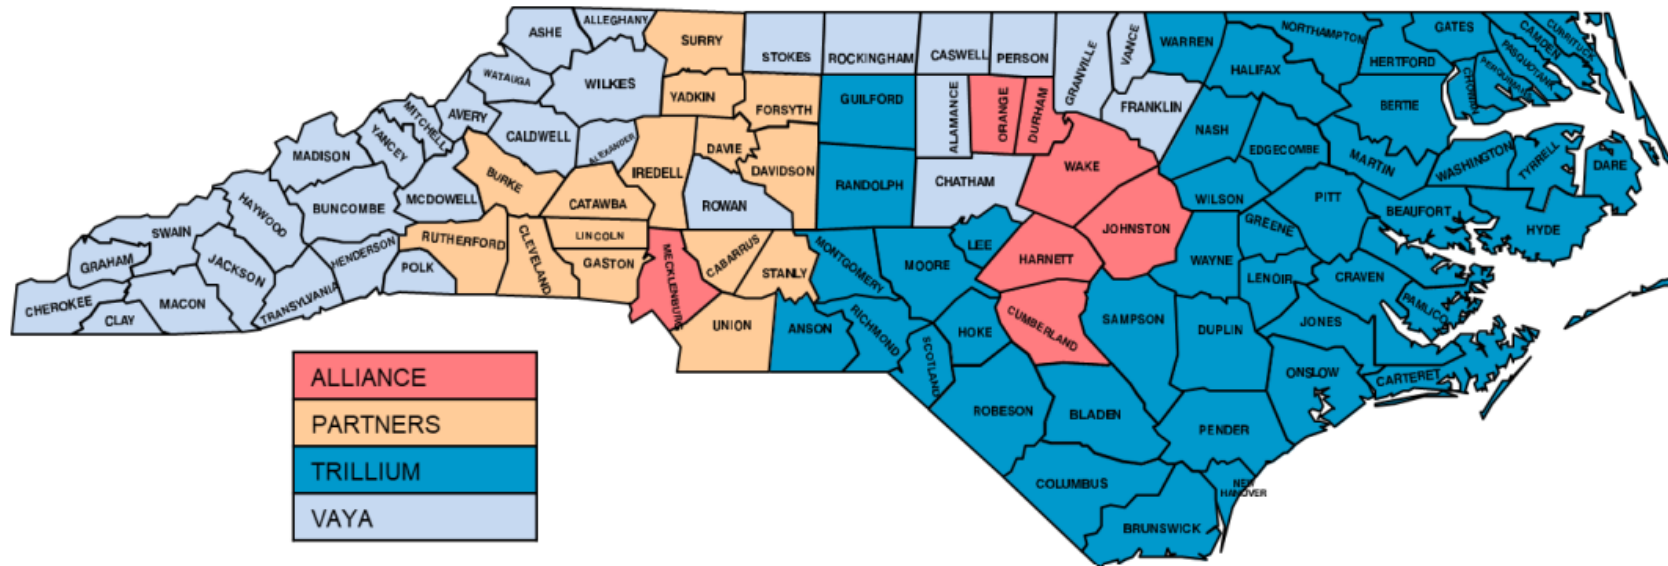 ALLEGHANY
ASHE
SURRY
STOKES
ROCKINGHAM
CASWELL
PERSON
GRANVILLE
VANCE
WARREN
NORTHAMPTON
GATES
CAMDEN
CURRITUCK
PASQUOTANK
PERQUIMANS
HERTFORD
HALIFAX
CHOWAN
BERTIE
WATAUGA
WILKES
YADKIN
FORSYTH
GUILFORD
ALAMANCE
ORANGE
DURHAM
FRANKLIN
NASH
EDGECOMBE
MARTIN
WASHINGTON
TYRRELL
DARE
MITCHELL
AVERY
CALDWELL
ALEXANDER
IREDELL
DAVIE
DAVIDSON
RANDOLPH
CHATHAM
WAKE
WILSON
PITT
BEAUFORT
HYDE
MADISON
YANCEY
MCDOWELL
BURKE
CATAWBA
ROWAN
JOHNSTON
GREENE
HAYWOOD
BUNCOMBE
RUTHERFORD
CLEVELAND
LINCOLN
GASTON
MECKLENBURG
CABARRUS
STANLY
MONTGOMERY
MOORE
LEE
HARNETT
WAYNE
LENOIR
CRAVEN
PAMLICO
SWAIN
GRAHAM
JACKSON
HENDERSON
POLK
TRANSYLVANIA
CHEROKEE
MACON
CLAY
UNION
ANSON
RICHMOND
SCOTLAND
HOKE
CUMBERLAND
SAMPSON
DUPLIN
JONES
ONSLOW
CARTERET
ROBESON
BLADEN
PENDER
COLUMBUS
NEW
HANOVER
BRUNSWICK
ALLIANCE
PARTNERS
TRILLIUM
VAYA